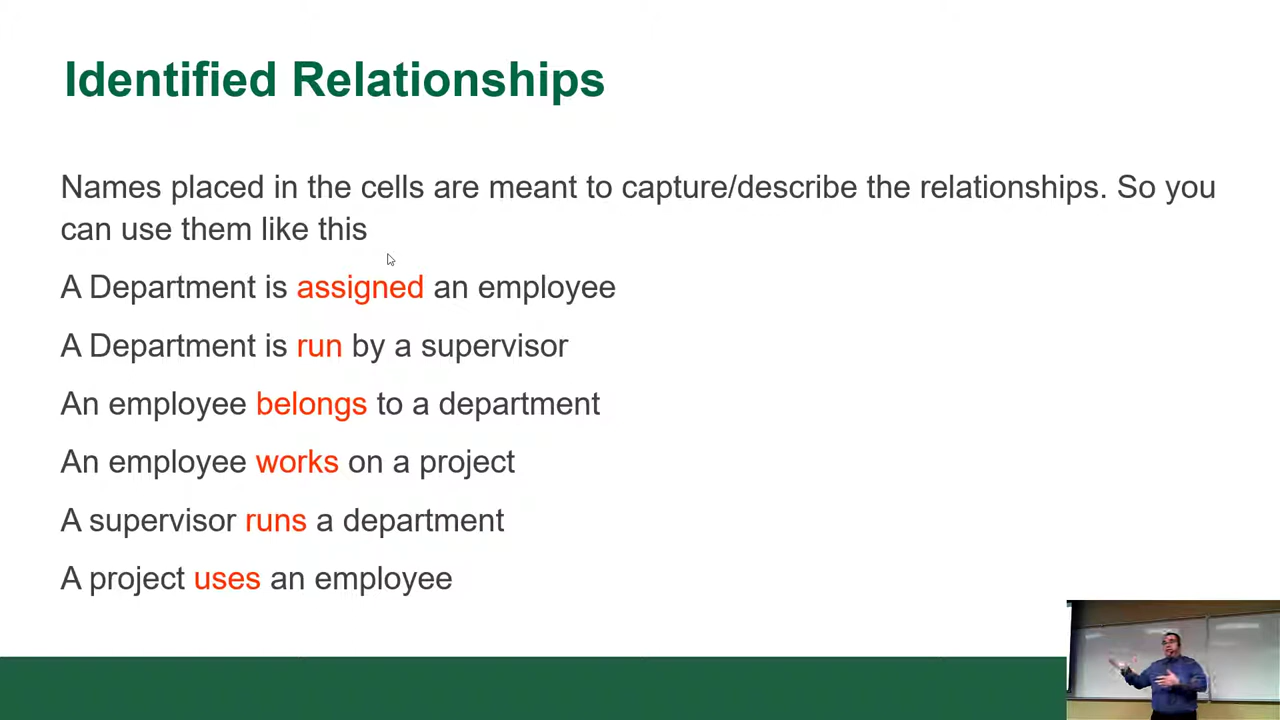 Identified Relationships
Names placed in the cells are meant to capture/describe the relationships. So you
can use them like this
A Department is assigned an employee
A Department is run by a supervisor
An employee belongs to a department
An employee works on a project
A supervisor runs a department
A project uses an employee